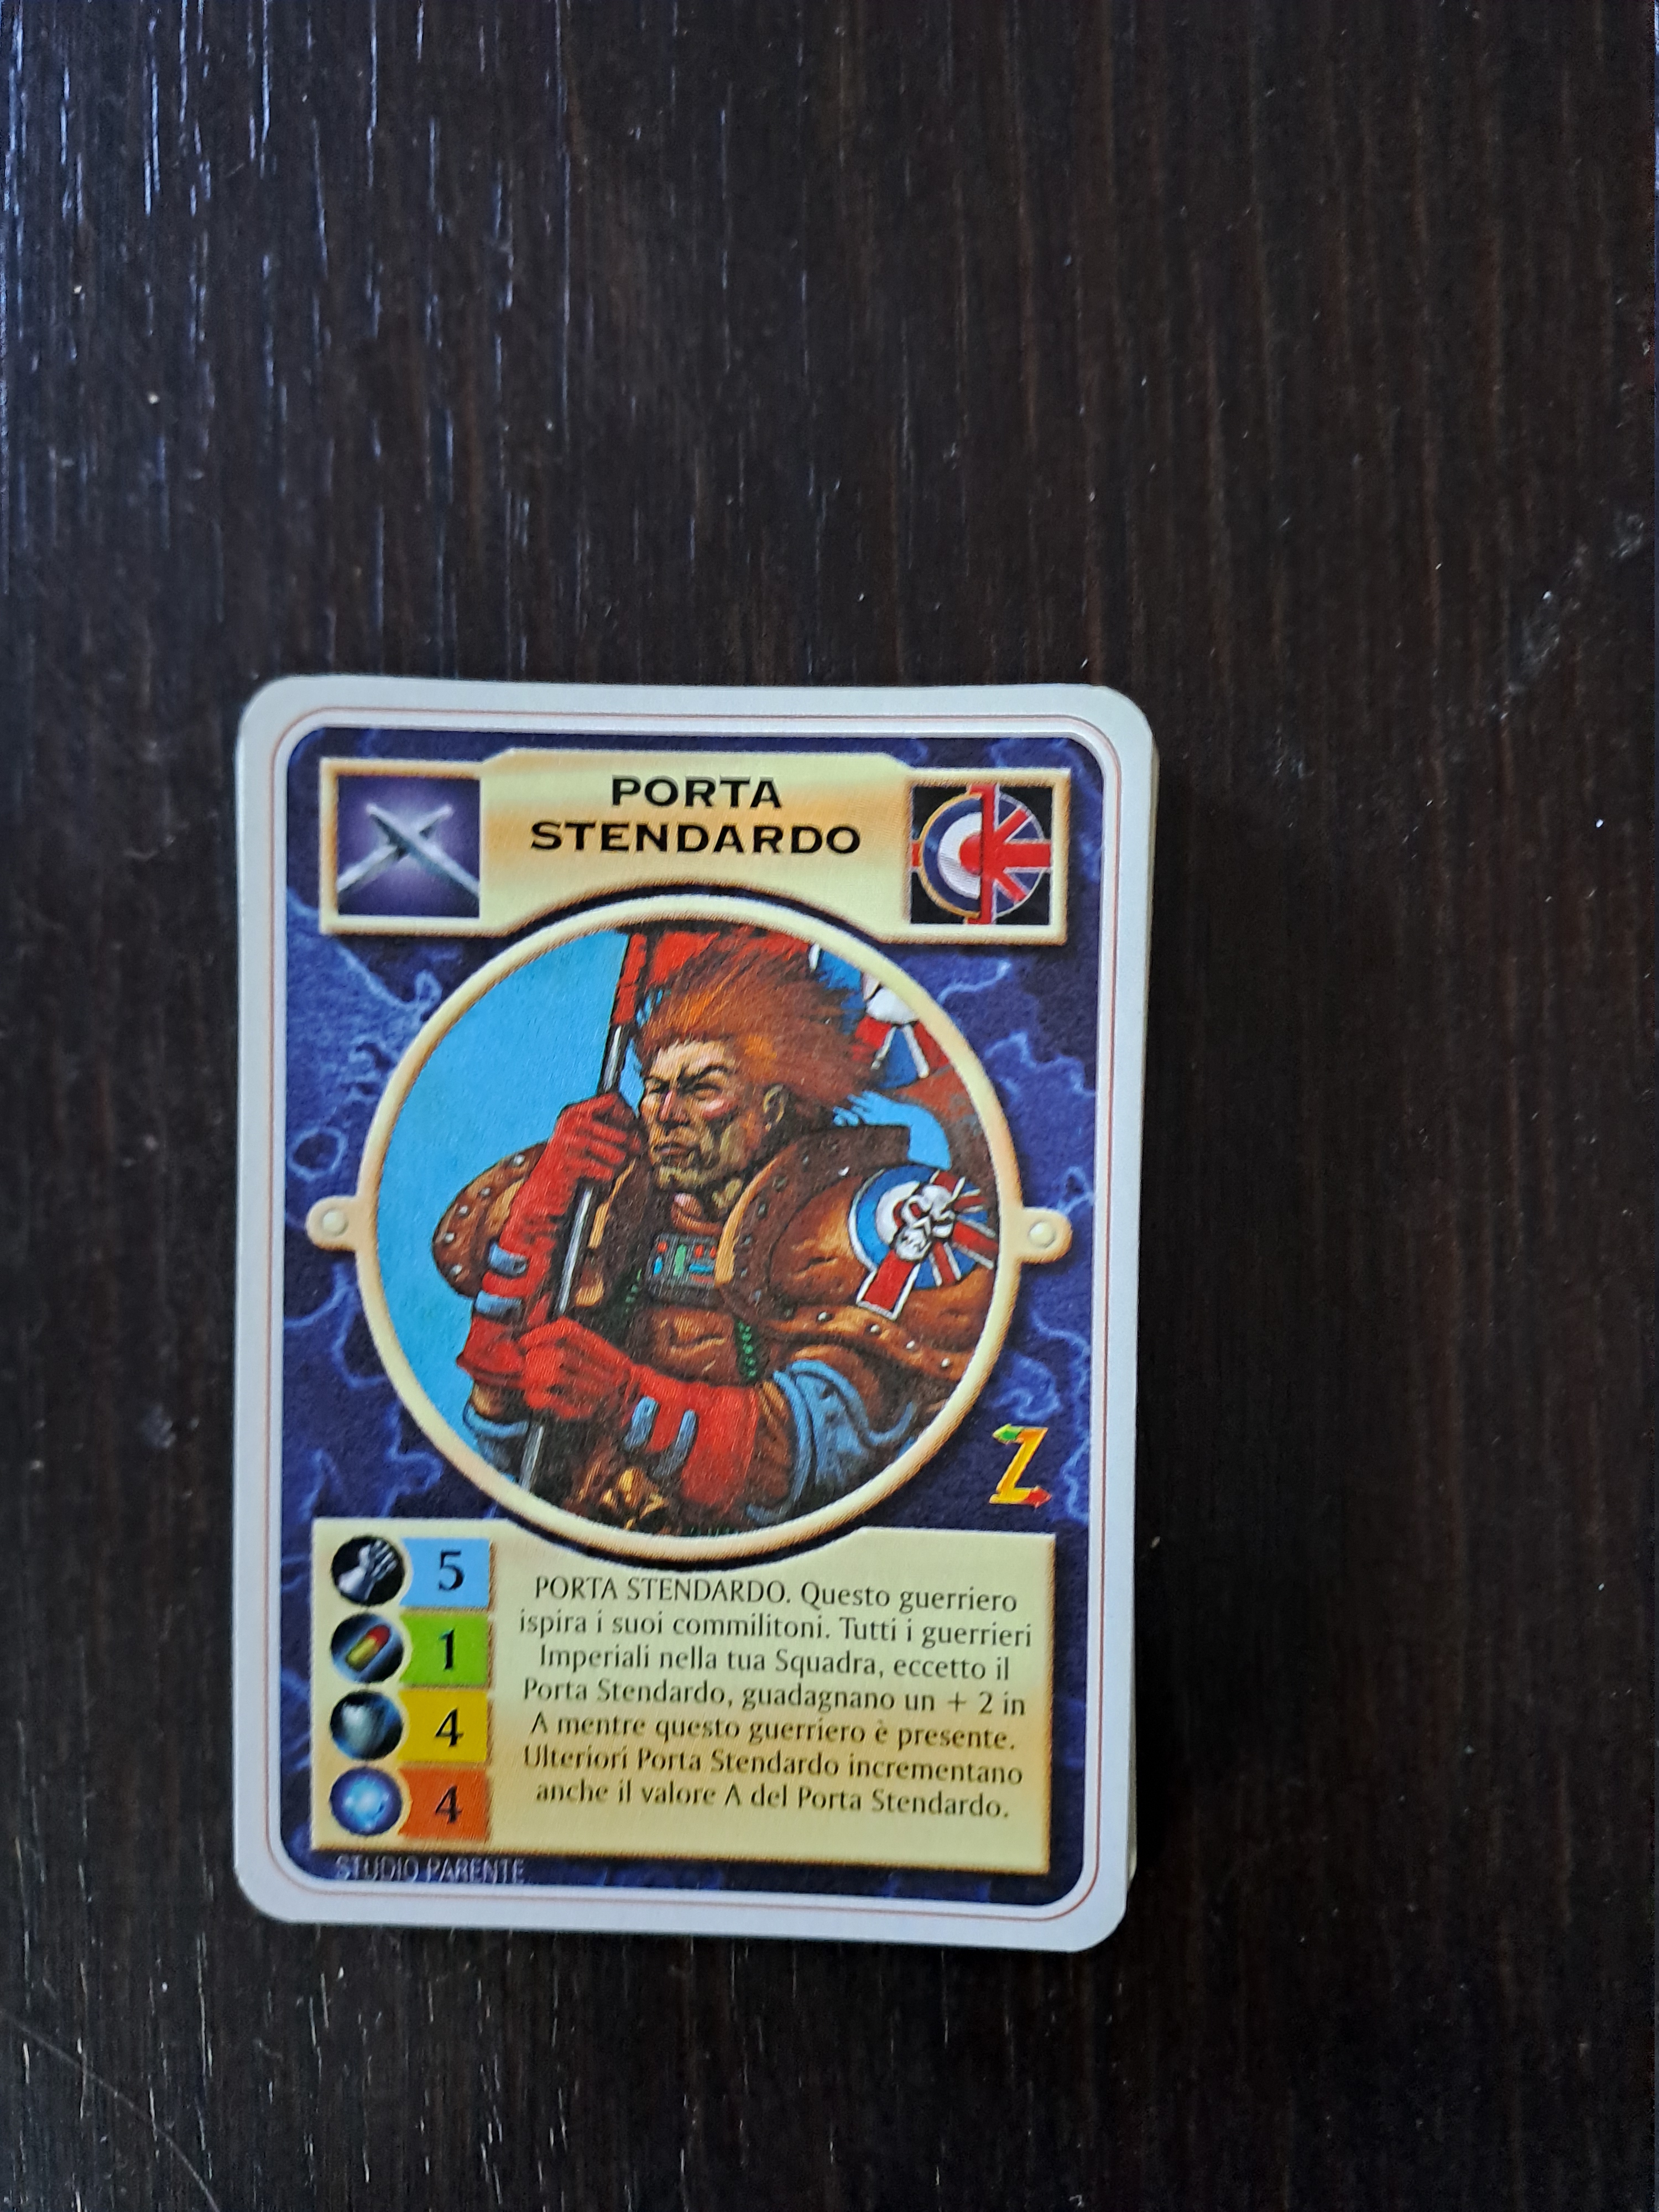 PORTA
STENDARDO
5
1
4
4
PORTA STENDARDO. Questo guerriero
ispira i suoi commilitoni. Tutti i guerrieri
Imperiali nella tua Squadra, eccetto il
Porta Stendardo, guadagnano un + 2 in
A mentre questo guerriero è presente.
Ulteriori Porta Stendardo incrementano
anche il valore A del Porta Stendardo.
STUDIO PARENTE